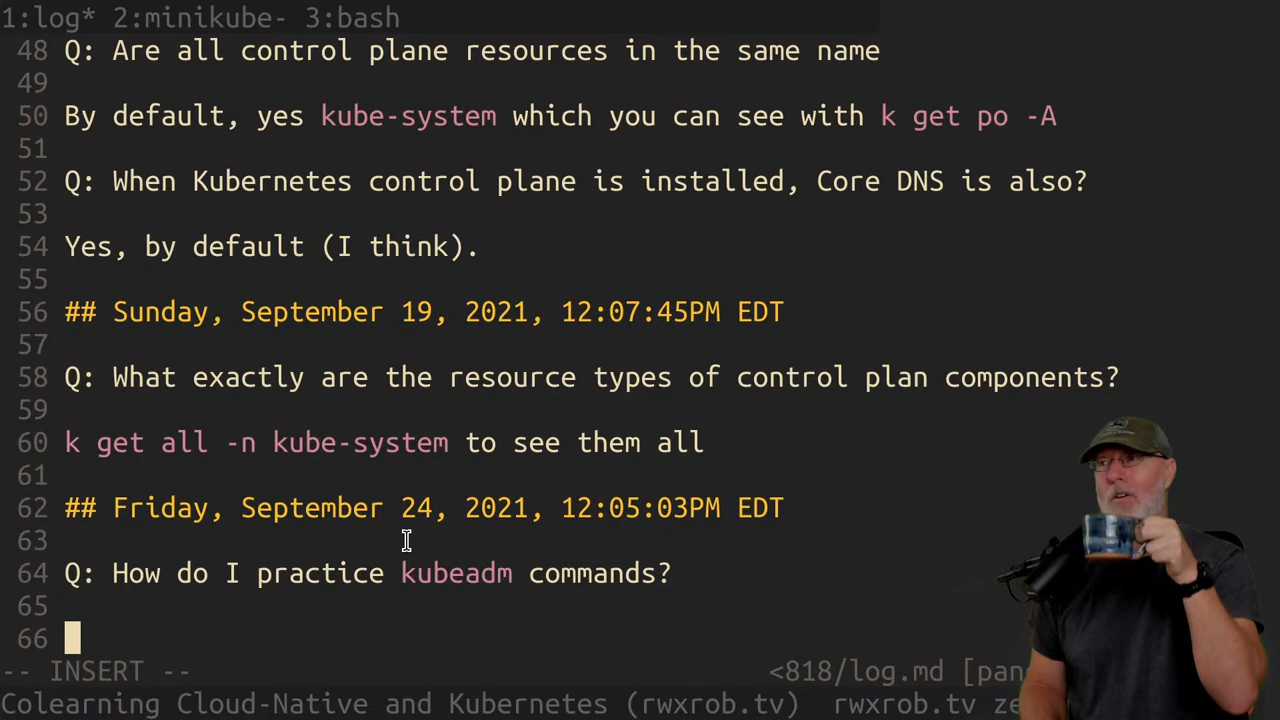 1:log* 2:minikube- 3:bash
48 Q: Are all control plane resources in the same name
49
50 By default, yes kube-system which you can see with k get po -A
51
52 Q: When Kubernetes control plane is installed, Core DNS is also?
53
54 Yes, by default (I think).
55
56 ## Sunday, September 19, 2021, 12:07:45PM EDT
57
58 Q: What exactly are the resource types of control plan components?
59
60 k get all -n kube-system to see them all
61
62 ## Friday, September 24, 2021, 12:05:03PM EDT
63
64 Q: How do I practice kubeadm commands?
65
66
-- INSERT -- <818/log.md [pan
Colearning Cloud-Native and Kubernetes (rwxrob.tv) rwxrob.tv ze